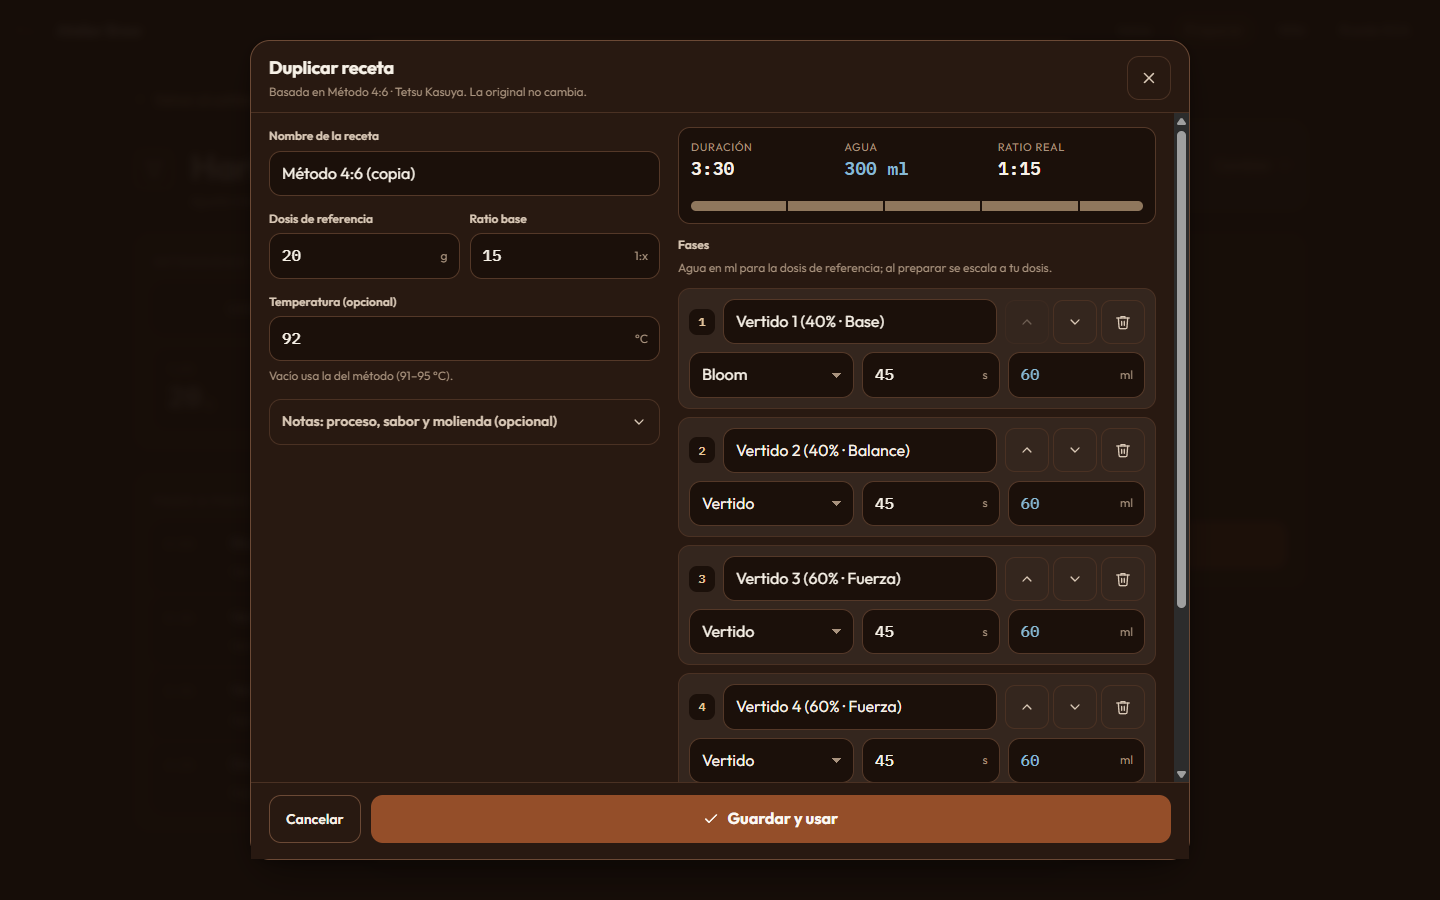 Duplicar receta
Basada en Método 4:6 · Tetsu Kasuya. La original no cambia.
Nombre de la receta
Método 4:6 (copia)
Dosis de referencia
Ratio base
20
g
15
1:x
Temperatura (opcional)
92
°C
Vacío usa la del método (91–95 °C).
Notas: proceso, sabor y molienda (opcional)
DURACIÓN
AGUA
RATIO REAL
3:30
300 ml
1:15
Fases
Agua en ml para la dosis de referencia; al preparar se escala a tu dosis.
1
Vertido 1 (40% · Base)
Bloom
45
s
60
ml
2
Vertido 2 (40% · Balance)
Vertido
45
s
60
ml
3
Vertido 3 (60% · Fuerza)
Vertido
45
s
60
ml
4
Vertido 4 (60% · Fuerza)
Vertido
45
s
60
ml
Cancelar
Guardar y usar